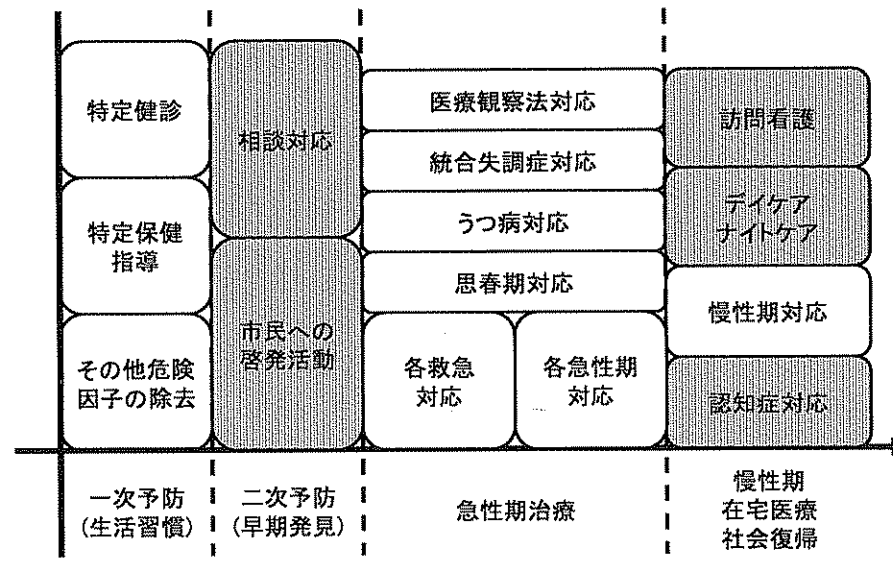 特定健診
特定保健
指導
その他危険
因子の除去
相談対応
市民への
啓発活動
医療観察法対応
統合失調症対応
うつ病対応
思春期対応
各救急
対応
各急性期
対応
訪問看護
デイケア
ナイトケア
慢性期対応
認知症対応
一次予防
(生活習慣)
二次予防
(早期発見)
急性期治療
慢性期
在宅医療
社会復帰